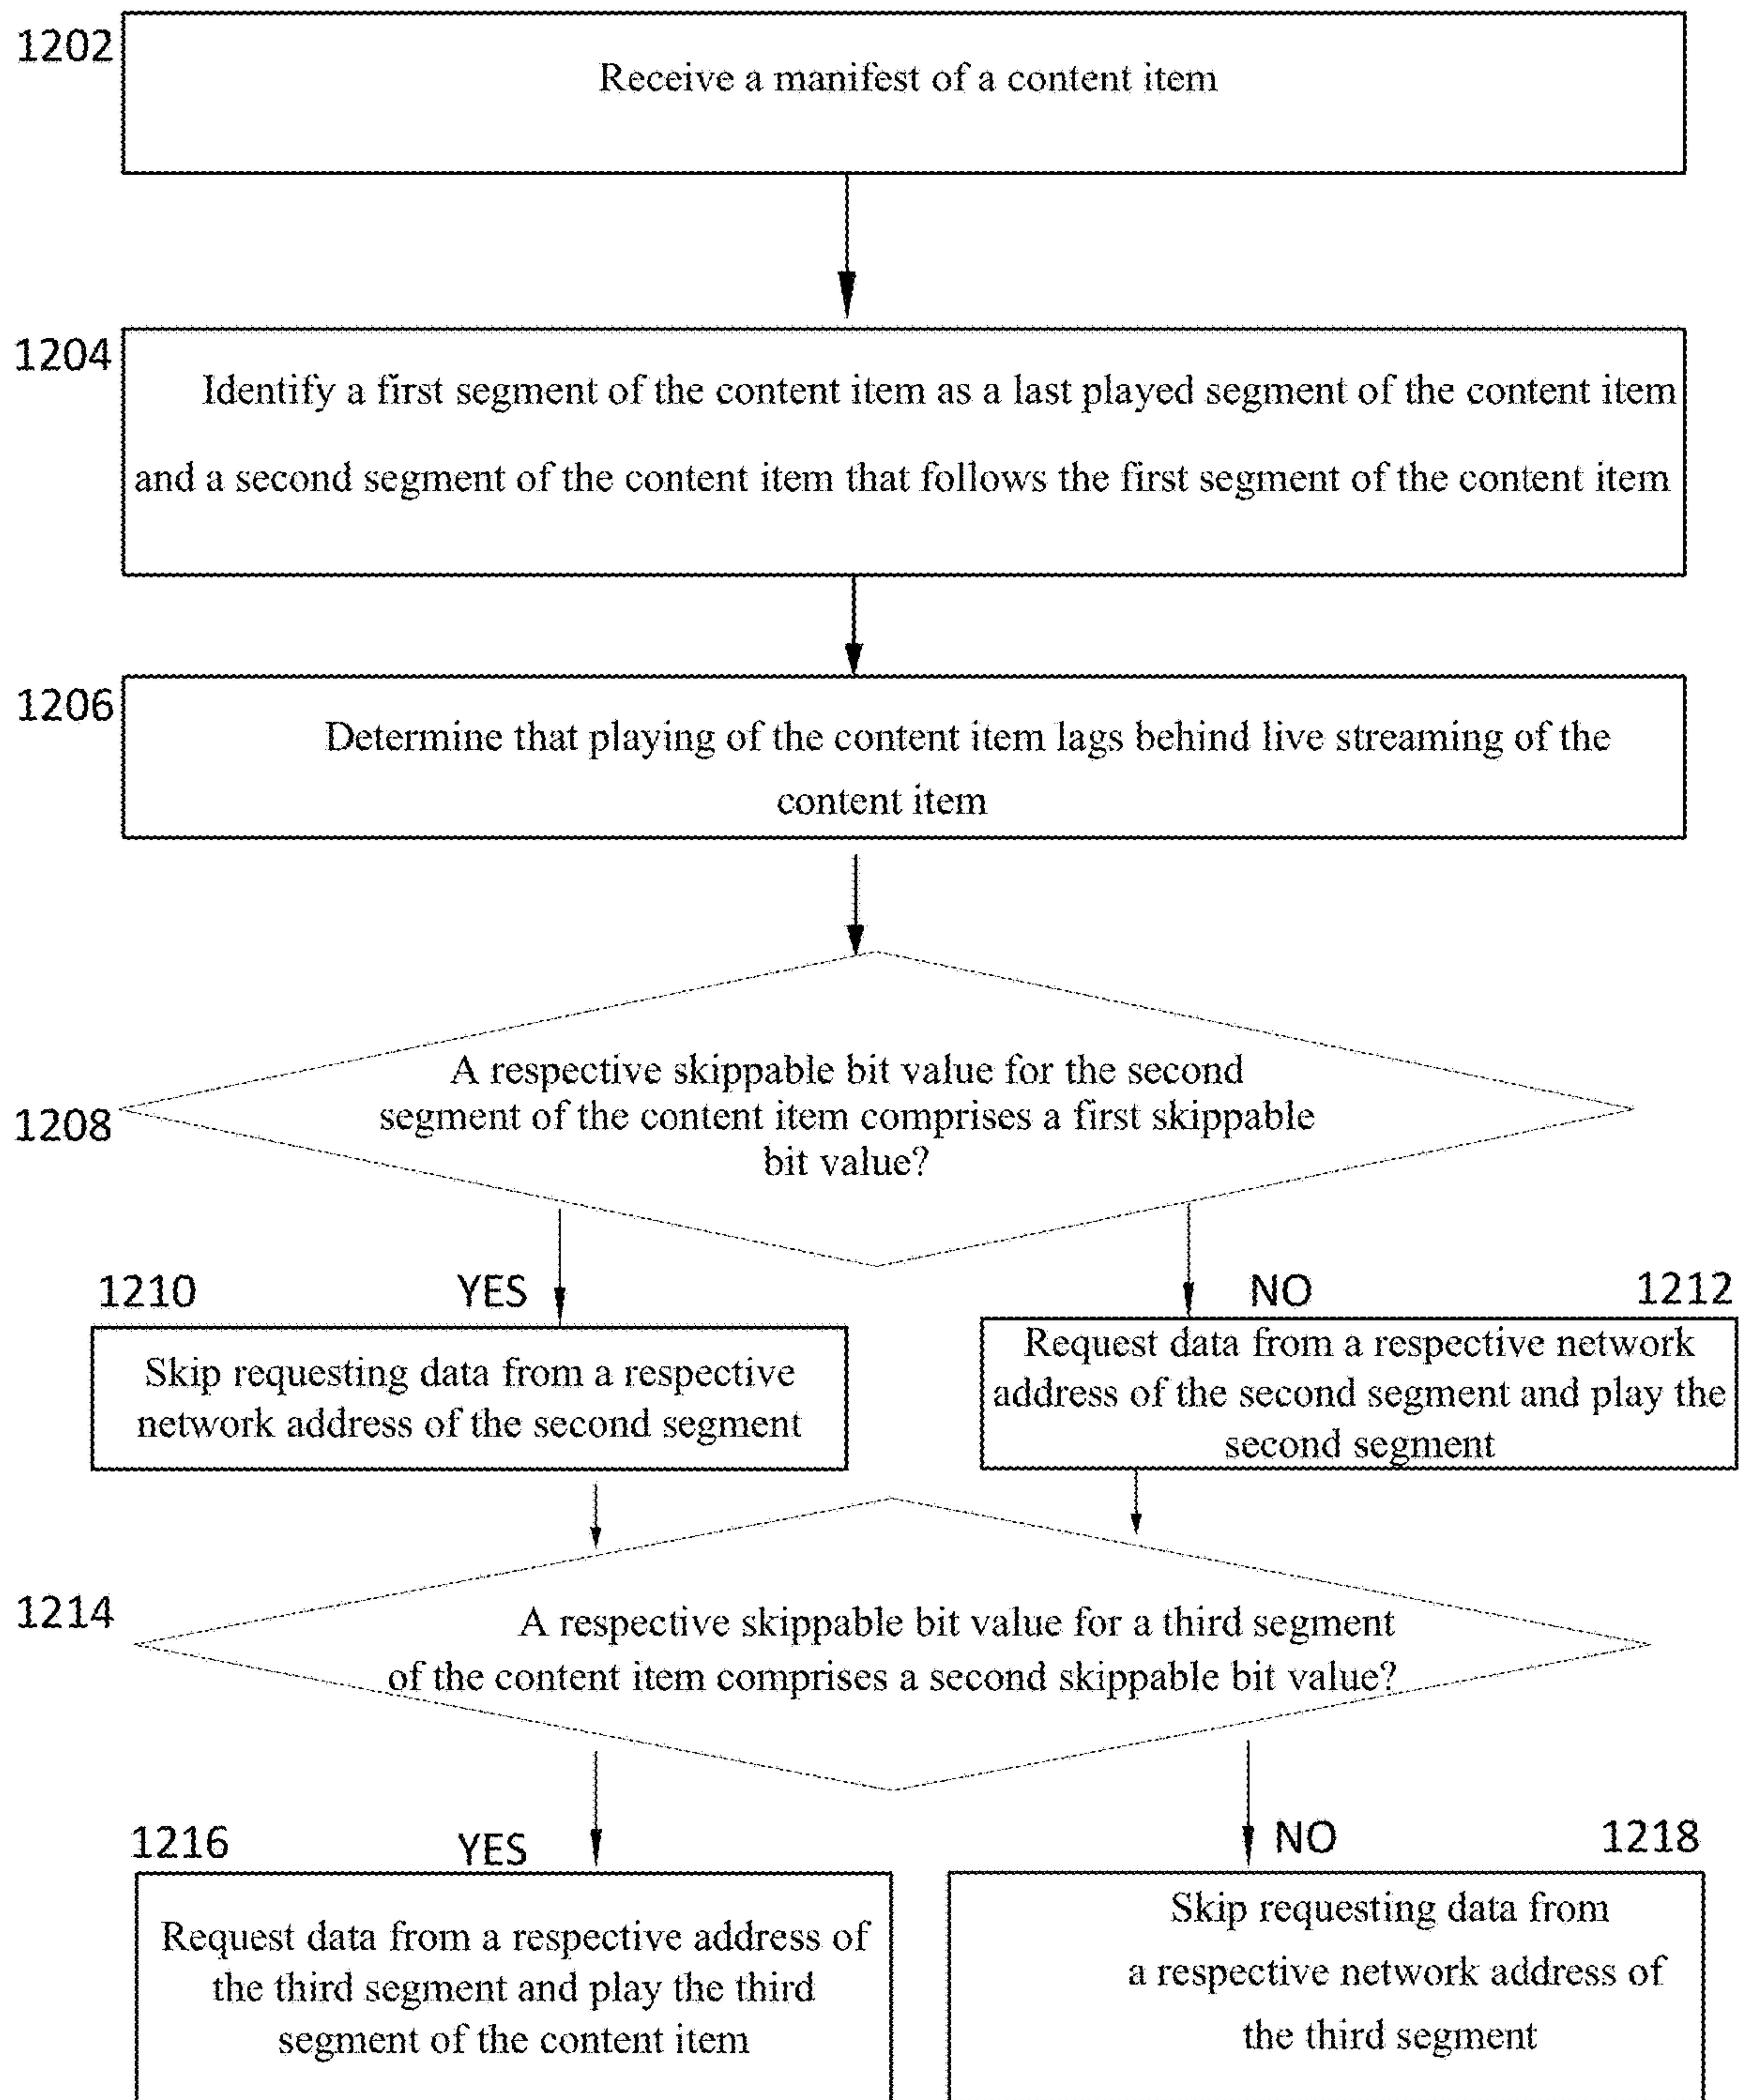 1202
Receive a manifest of a content item
1204
Identify a first segment of the content item as a last played segment of the content item
and a second segment of the content item that follows the first segment of the content item
1206
Determine that playing of the content item lags behind live streaming of the
content item
1208
A respective skippable bit value for the second
segment of the content item comprises a first skippable
bit value?
1210
YES
NO
1212
Skip requesting data from a respective
network address of the second segment
Request data from a respective network
address of the second segment and play the
second segment
1214
A respective skippable bit value for a third segment
of the content item comprises a second skippable bit value?
1216
YES
NO
1218
Request data from a respective address of
the third segment and play the third
segment of the content item
Skip requesting data from
a respective network address of
the third segment